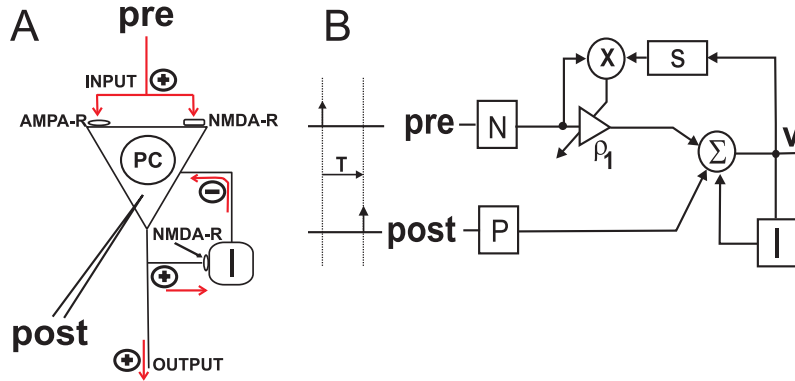 A
pre
INPUT
+
AMPA-R
NMDA-R
PC
−
NMDA-R
I
+
post
+
OUTPUT
B
X
S
pre
N
ρ1
T
Σ
v
post
P
I